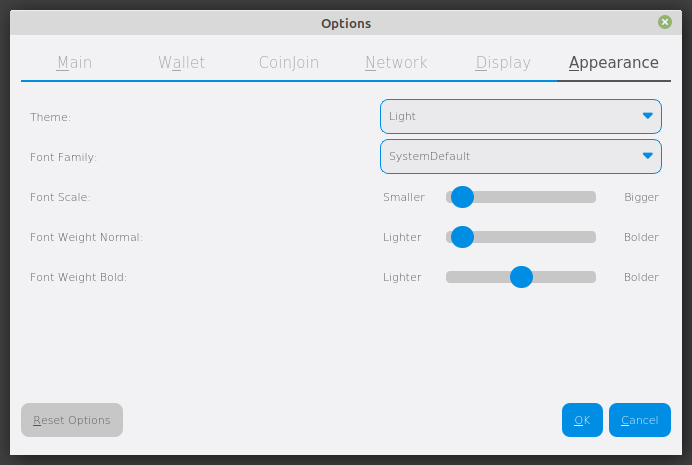 Options
Main Wallet CoinJoin Network Display Appearance
Theme: Light
Font Family: SystemDefault
Font Scale: Smaller Bigger
Font Weight Normal: Lighter Bolder
Font Weight Bold: Lighter Bolder
Reset Options OK Cancel